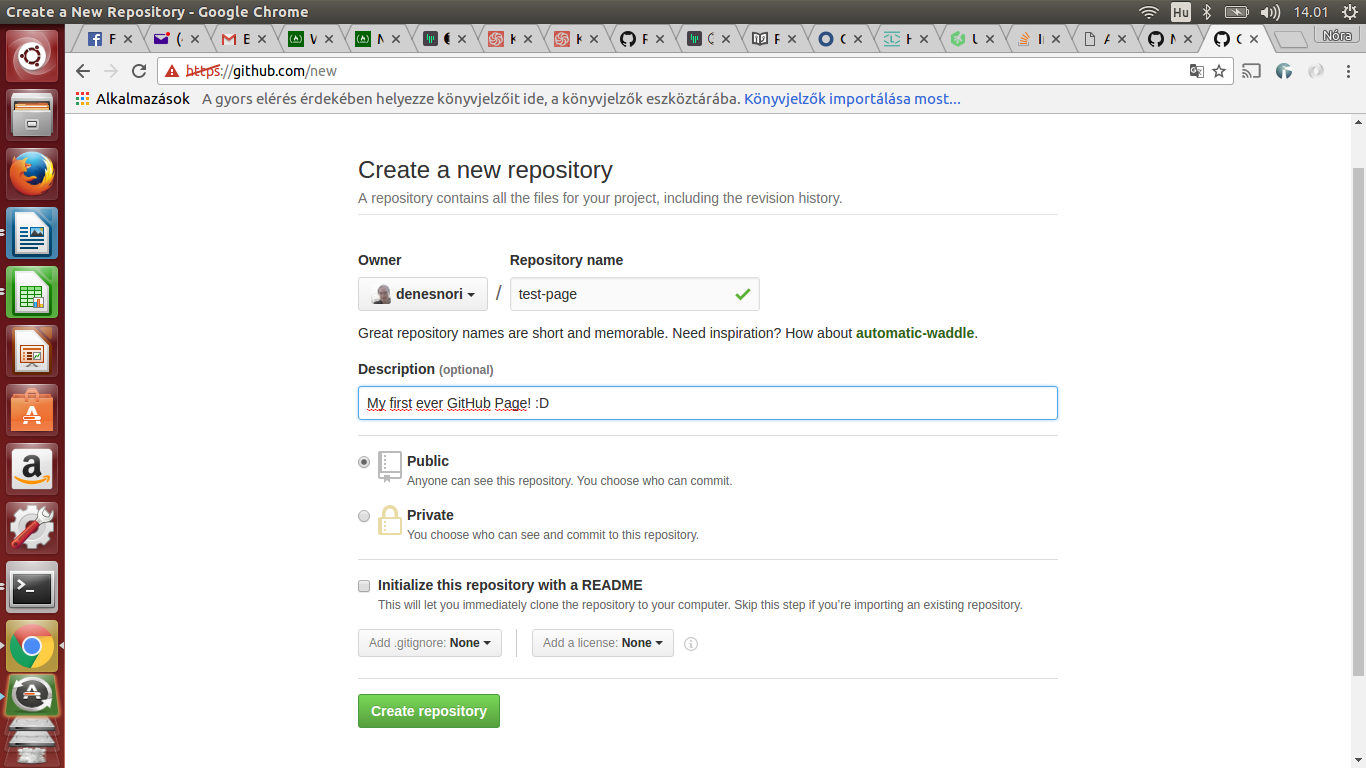 Create a New Repository - Google Chrome
Hu
14.01
F
(
E
V
N
K
K
F
F
C
H
U
I
A
N
C
Nóra
https://github.com/new
Alkalmazások A gyors elérés érdekében helyezze könyvjelzőit ide, a könyvjelzők eszköztárába. Könyvjelzők importálása most...
Create a new repository
A repository contains all the files for your project, including the revision history.
Owner Repository name
denesnori / test-page
Great repository names are short and memorable. Need inspiration? How about automatic-waddle.
Description (optional)
My first ever GitHub Page! :D
Public
Anyone can see this repository. You choose who can commit.
Private
You choose who can see and commit to this repository.
Initialize this repository with a README
This will let you immediately clone the repository to your computer. Skip this step if you’re importing an existing repository.
Add .gitignore: None Add a license: None
Create repository